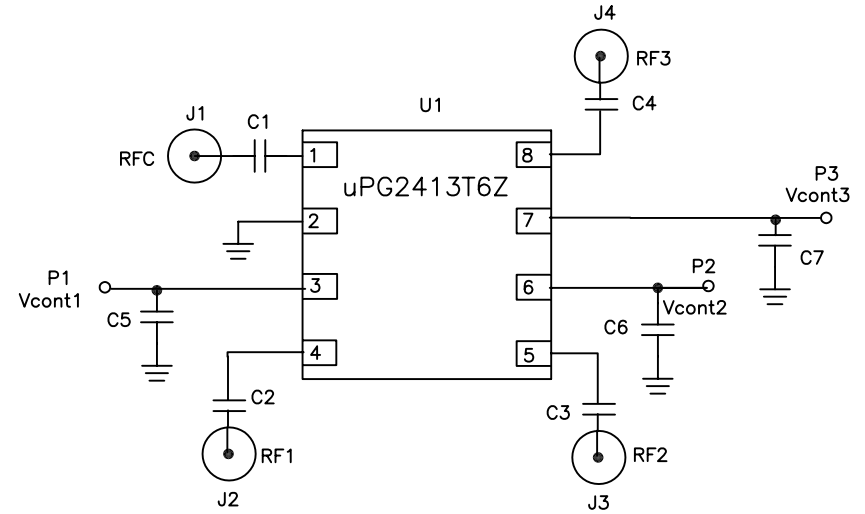 J4
RF3
C4
U1
J1
C1
RFC
1
8
uPG2413T6Z
P3
Vcont3
2
7
C7
P1
Vcont1
3
6
P2
Vcont2
C5
C6
4
5
C2
C3
RF1
RF2
J2
J3